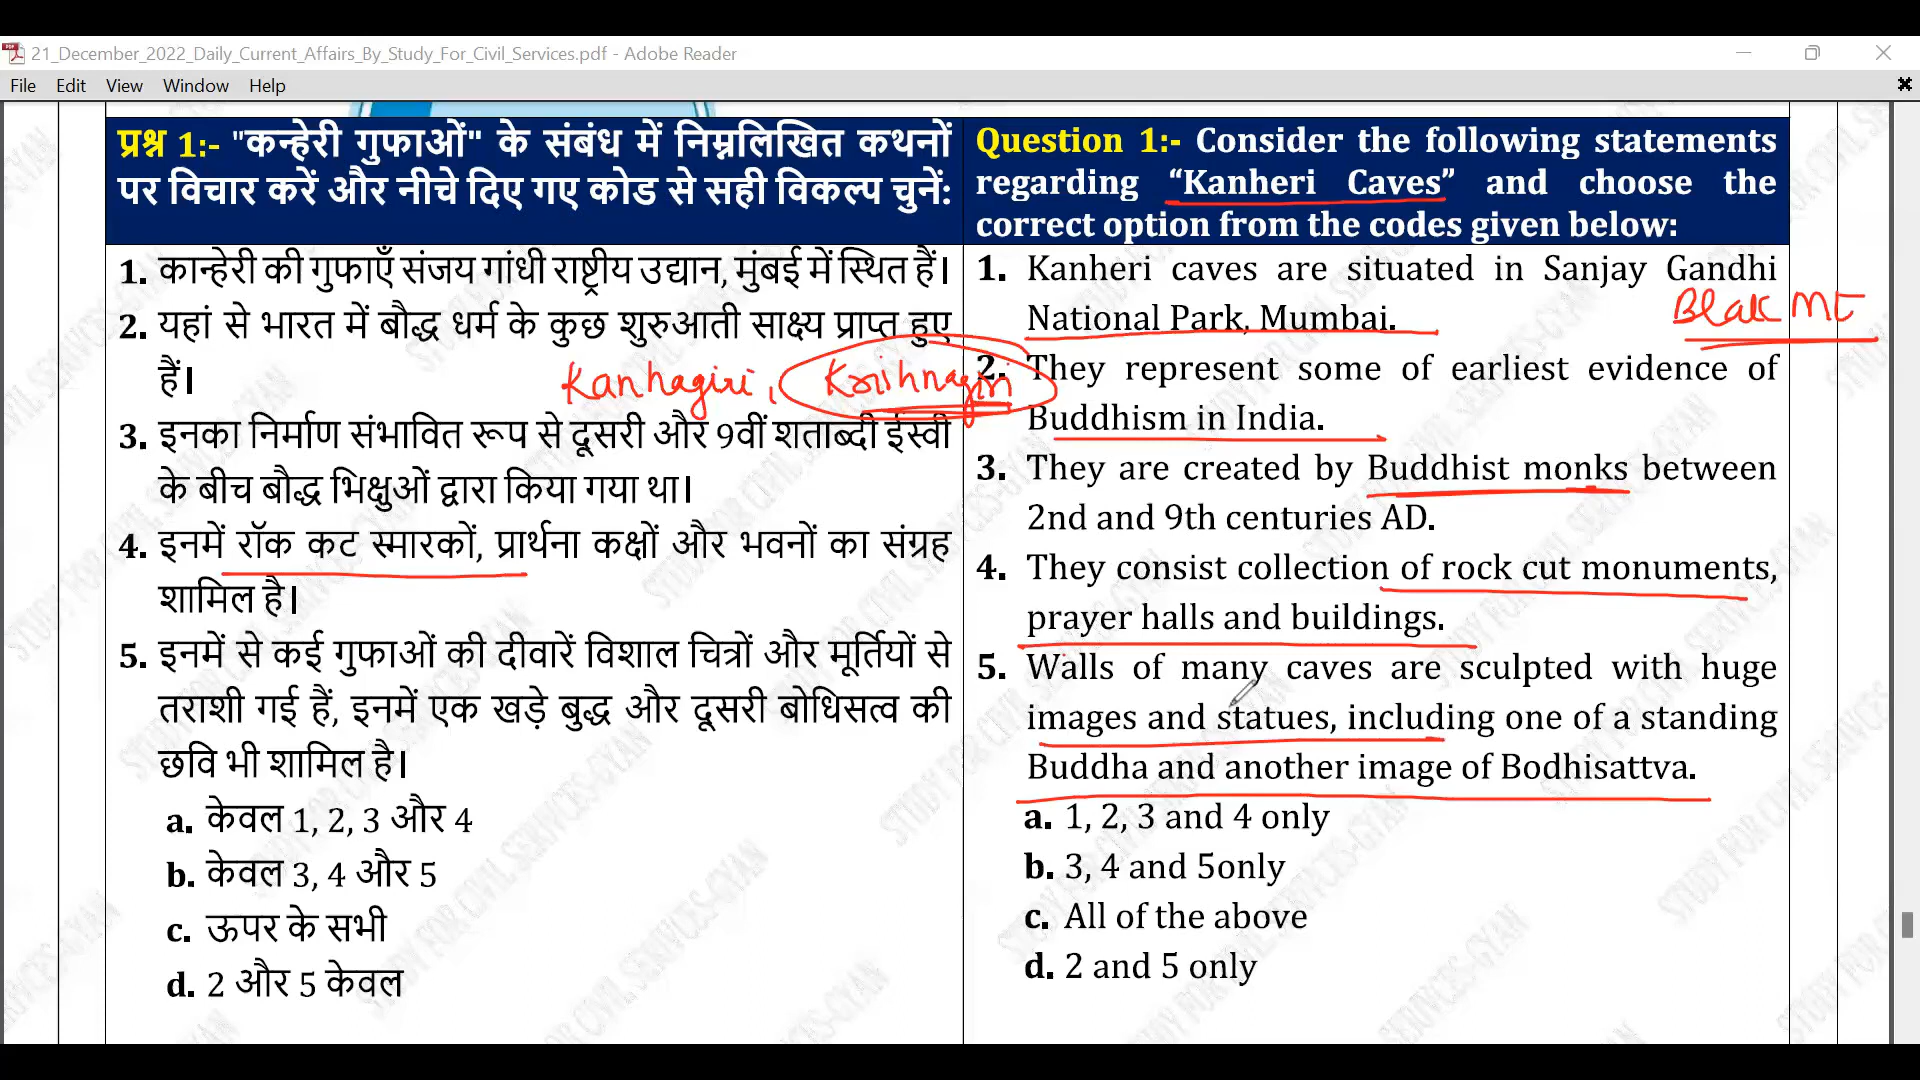 21_December_2022_Daily_Current_Affairs_By_Study_For_Civil_Services.pdf - Adobe Reader
File Edit View Window Help
प्रश्न 1:- "कन्हेरी गुफाओं" के संबंध में निम्नलिखित कथनों
पर विचार करें और नीचे दिए गए कोड से सही विकल्प चुनें:
1. कान्हेरी की गुफाएँ संजय गांधी राष्ट्रीय उद्यान, मुंबई में स्थित हैं।
2. यहां से भारत में बौद्ध धर्म के कुछ शुरुआती साक्ष्य प्राप्त हुए
हैं।
Kanhagiri, Krishnagiri
3. इनका निर्माण संभावित रूप से दूसरी और 9वीं शताब्दी ईस्वी
के बीच बौद्ध भिक्षुओं द्वारा किया गया था।
4. इनमें रॉक कट स्मारकों, प्रार्थना कक्षों और भवनों का संग्रह
शामिल है।
5. इनमें से कई गुफाओं की दीवारें विशाल चित्रों और मूर्तियों से
तराशी गई हैं, इनमें एक खड़े बुद्ध और दूसरी बोधिसत्व की
छवि भी शामिल है।
a. केवल 1, 2, 3 और 4
b. केवल 3, 4 और 5
c. ऊपर के सभी
d. 2 और 5 केवल
Question 1:- Consider the following statements
regarding “Kanheri Caves” and choose the
correct option from the codes given below:
1. Kanheri caves are situated in Sanjay Gandhi
National Park, Mumbai.
Blak Mt
2. They represent some of earliest evidence of
Buddhism in India.
3. They are created by Buddhist monks between
2nd and 9th centuries AD.
4. They consist collection of rock cut monuments,
prayer halls and buildings.
5. Walls of many caves are sculpted with huge
images and statues, including one of a standing
Buddha and another image of Bodhisattva.
a. 1, 2, 3 and 4 only
b. 3, 4 and 5only
c. All of the above
d. 2 and 5 only
STUDY FOR CIVIL SERIVCES-GYAN